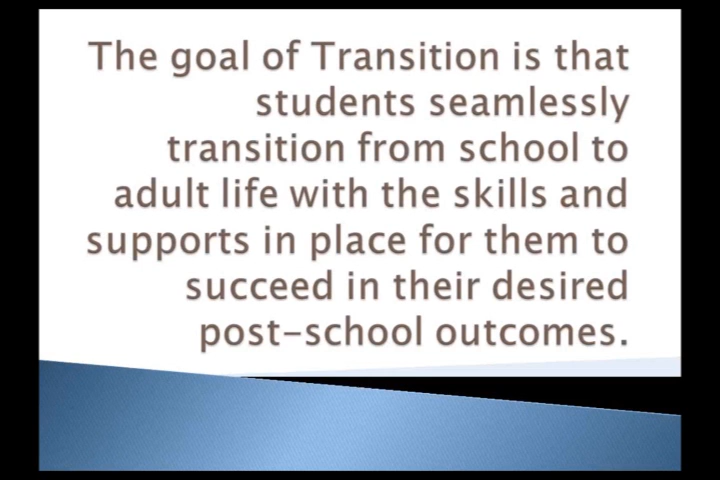 The goal of Transition is that
students seamlessly
transition from school to
adult life with the skills and
supports in place for them to
succeed in their desired
post-school outcomes.